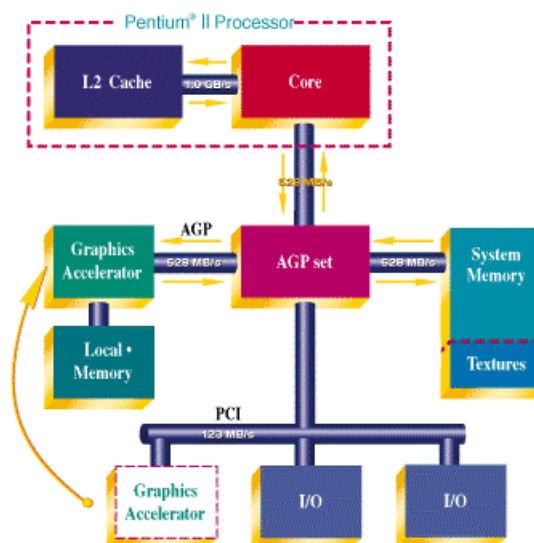 Pentium® II Processor
L2 Cache
1.0 GB/s
Core
528 MB/s
AGP
Graphics
Accelerator
528 MB/s
AGP set
528 MB/s
System
Memory
Local •
Memory
Textures
PCI
123 MB/s
Graphics
Accelerator
I/O
I/O